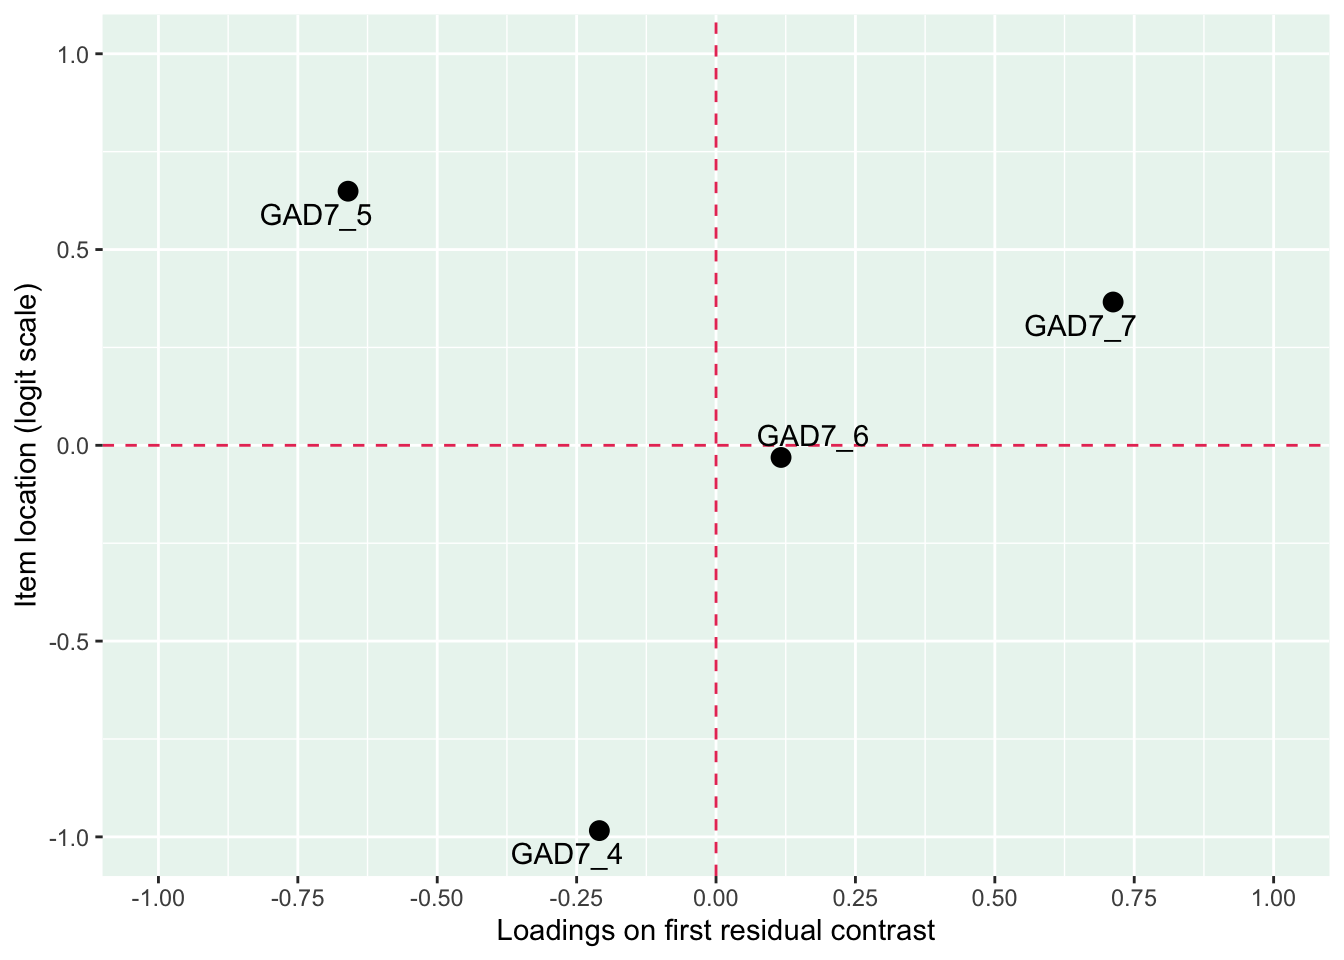 1.0
GAD7_5
0.5
GAD7_7
GAD7_6
0.0
Item location (logit scale)
-0.5
-1.0
GAD7_4
-1.00 -0.75 -0.50 -0.25 0.00 0.25 0.50 0.75 1.00
Loadings on first residual contrast